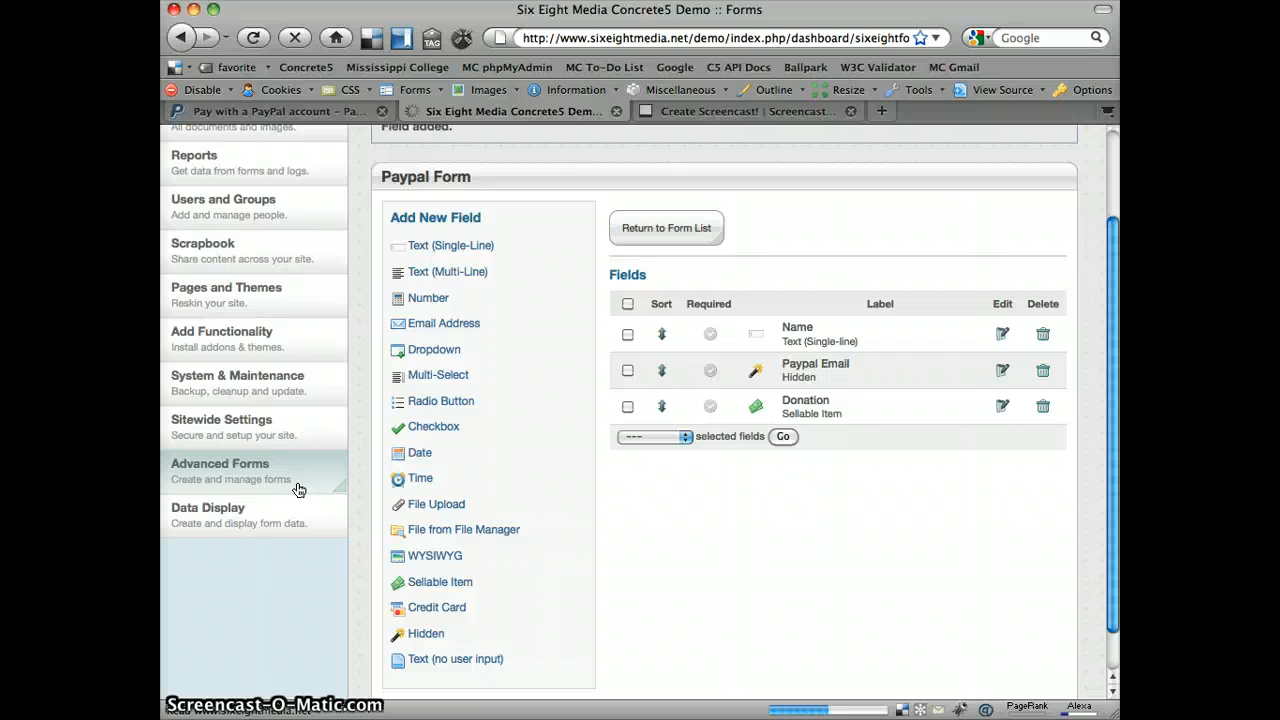 Six Eight Media Concrete5 Demo :: Forms
http://www.sixeightmedia.net/demo/index.php/dashboard/sixeightfo
Google
TAG
favorite
Concrete5
Mississippi College
MC phpMyAdmin
MC To-Do List
Google
C5 API Docs
Ballpark
W3C Validator
MC Gmail
Disable
Cookies
CSS
Forms
Images
Information
Miscellaneous
Outline
Resize
Tools
View Source
Options
Pay with a PayPal account - Pa...
Six Eight Media Concrete5 Dem...
Create Screencast! | Screencast...
All documents and images.
Reports
Get data from forms and logs.
Users and Groups
Add and manage people.
Scrapbook
Share content across your site.
Pages and Themes
Reskin your site.
Add Functionality
Install addons & themes.
System & Maintenance
Backup, cleanup and update.
Sitewide Settings
Secure and setup your site.
Advanced Forms
Create and manage forms
Data Display
Create and display form data.
Field added.
Paypal Form
Add New Field
Text (Single-Line)
Text (Multi-Line)
Number
Email Address
Dropdown
Multi-Select
Radio Button
Checkbox
Date
Time
File Upload
File from File Manager
WYSIWYG
Sellable Item
Credit Card
Hidden
Text (no user input)
Return to Form List
Fields
Sort Required Label Edit Delete
Name
Text (Single-line)
Paypal Email
Hidden
Donation
Sellable Item
--- selected fields Go
Screencast-O-Matic.com
PageRank
Alexa